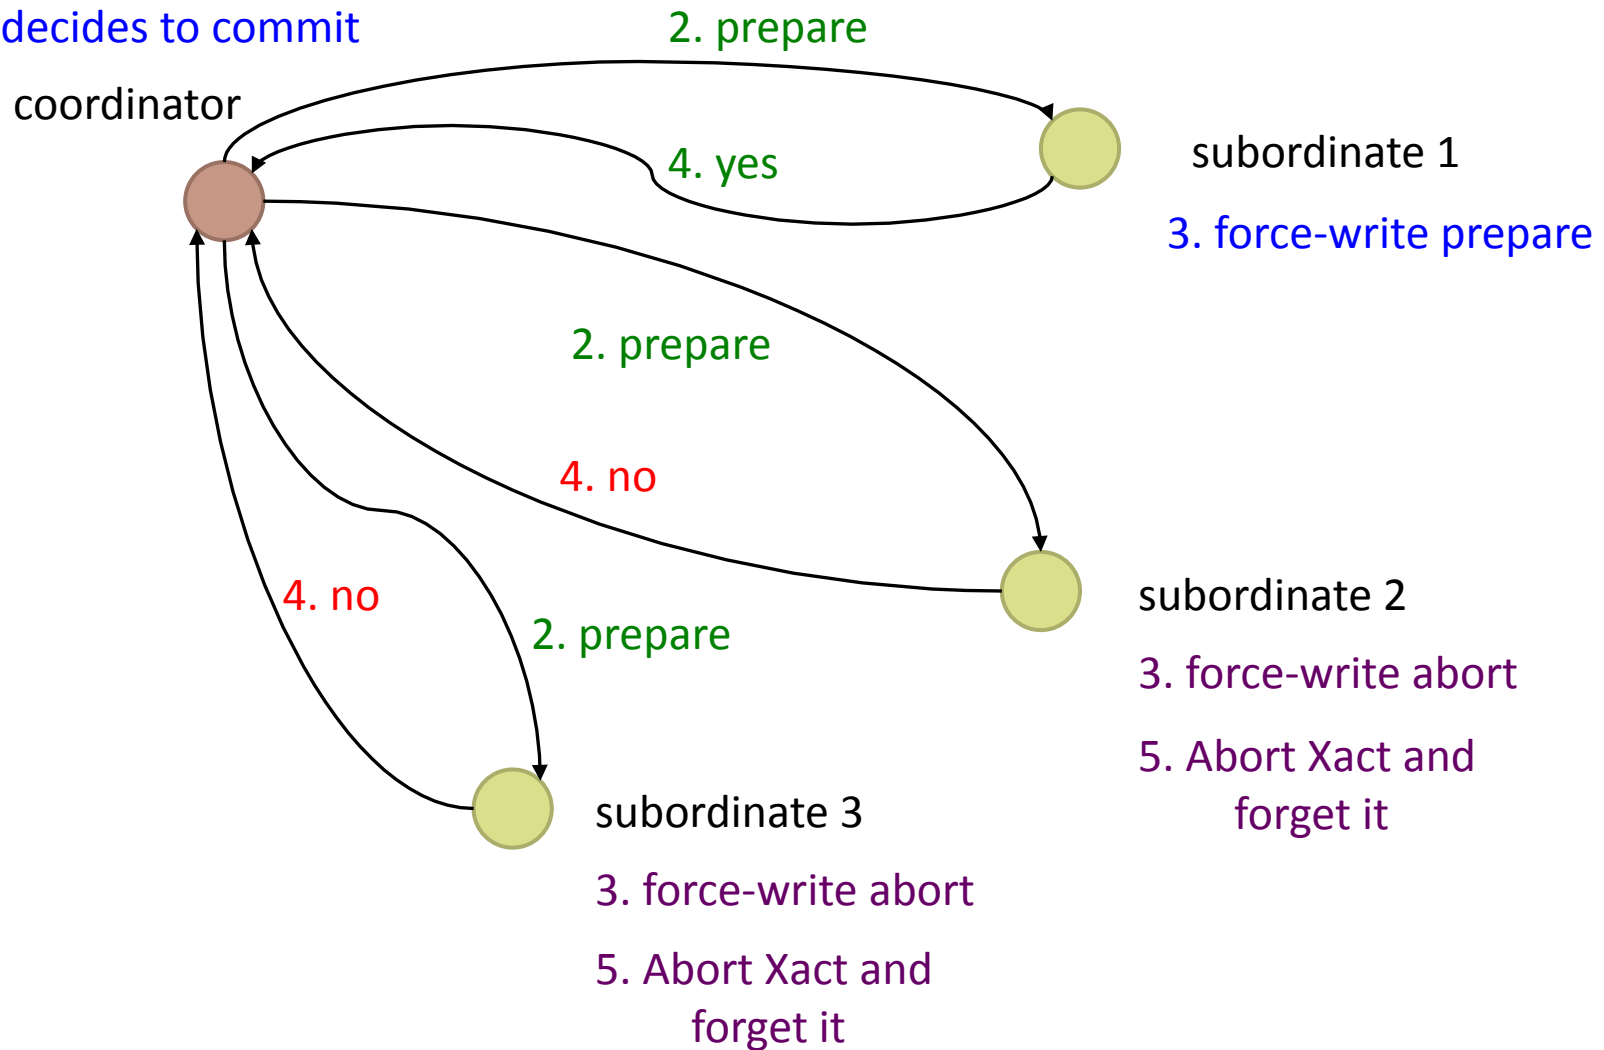 decides to commit
2. prepare
coordinator
4. yes
subordinate 1
3. force-write prepare
2. prepare
4. no
subordinate 2
4. no
2. prepare
3. force-write abort
5. Abort Xact and
forget it
subordinate 3
3. force-write abort
5. Abort Xact and
forget it